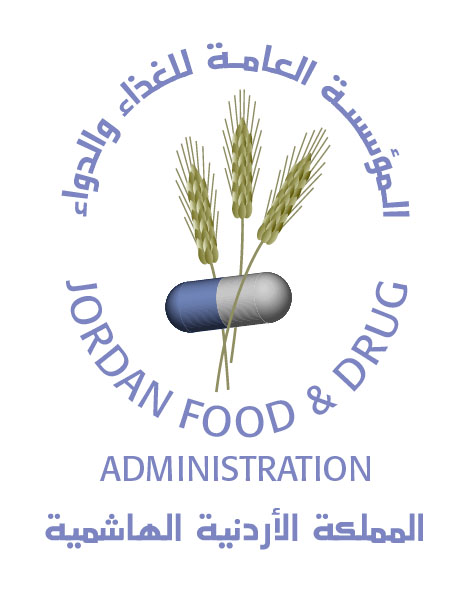 المؤسسة العامة للغذاء والدواء
JORDAN FOOD & DRUG
ADMINISTRATION
المملكة الأردنية الهاشمية